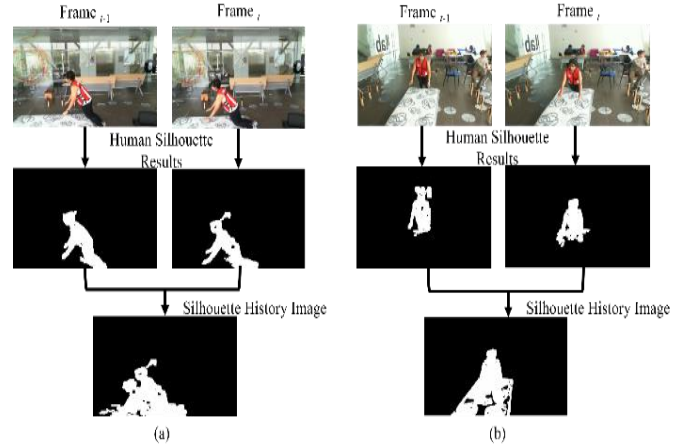 Frame t-1
Frame t
Frame t-1
Frame t
Human Silhouette
Results
Human Silhouette
Results
Silhouette History Image
Silhouette History Image
(a)
(b)